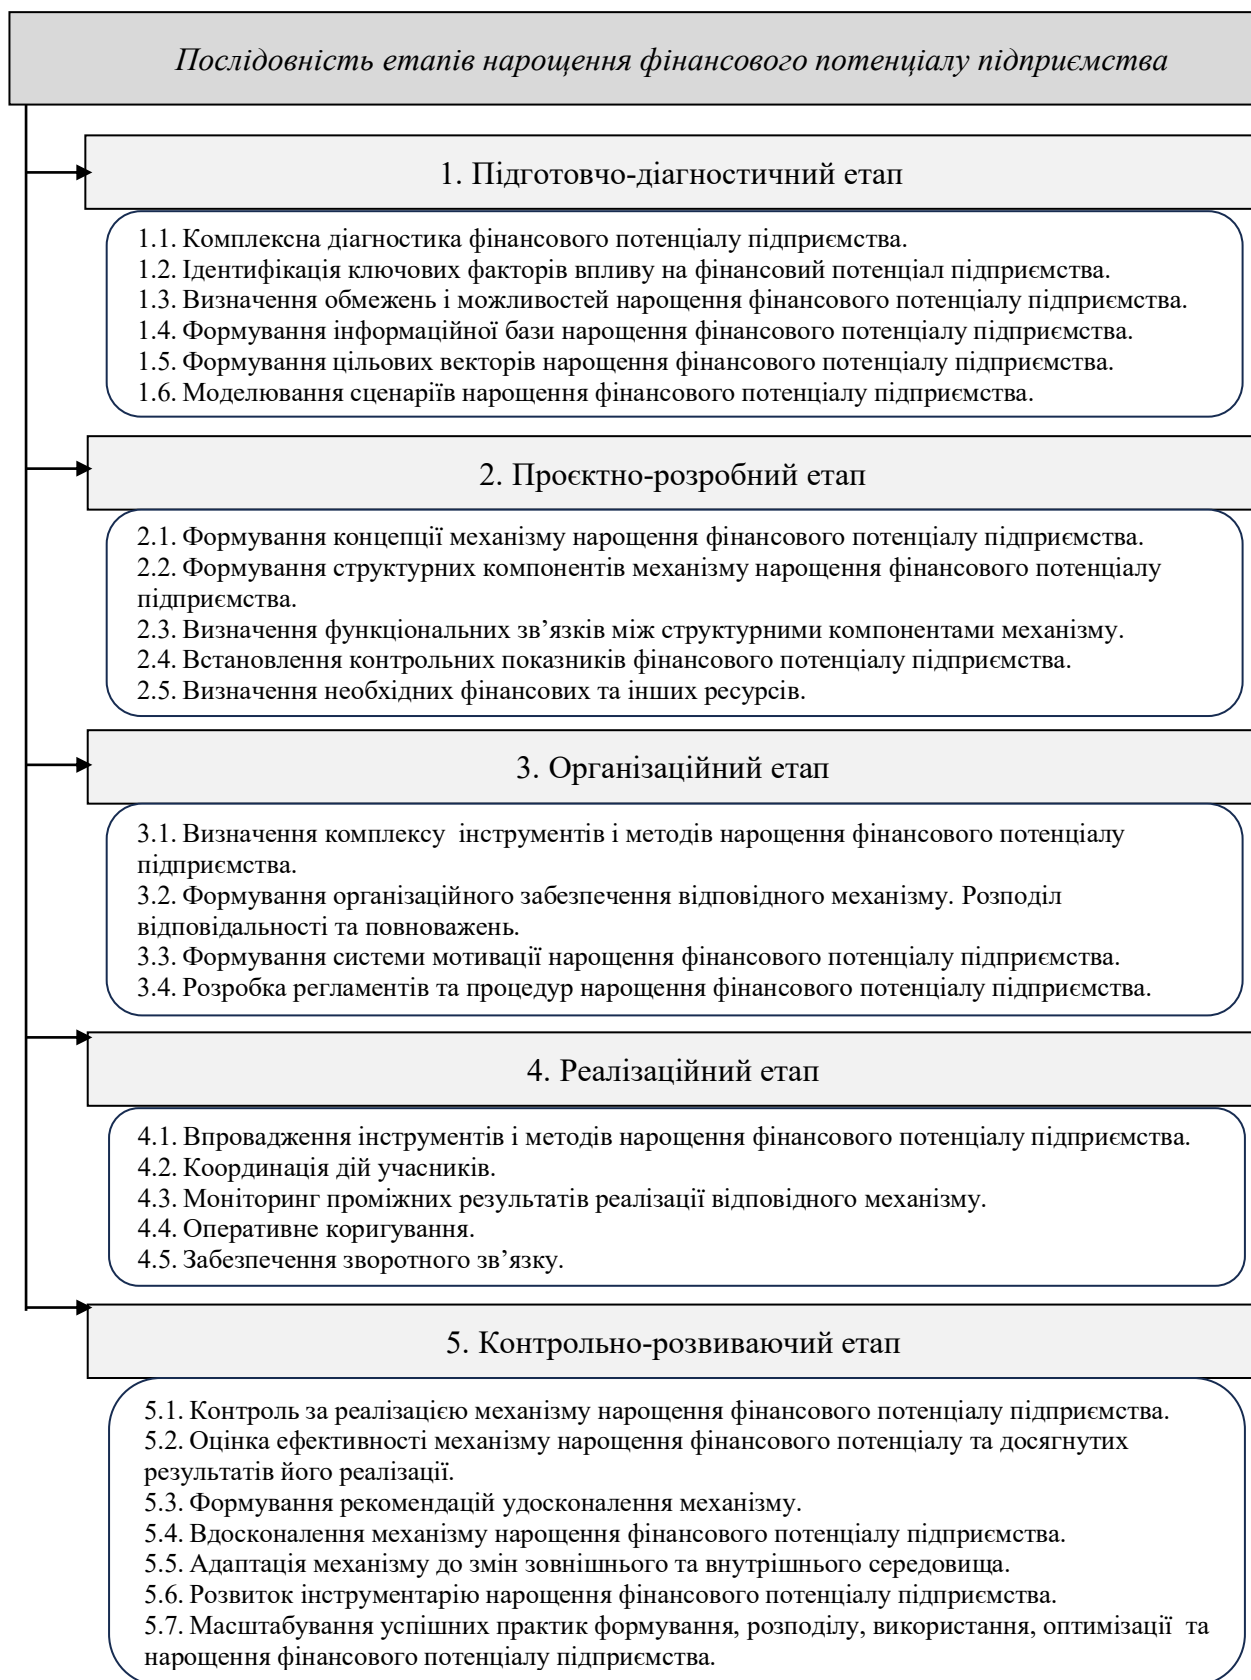 Послідовність етапів нарощення фінансового потенціалу підприємства
1. Підготовчо-діагностичний етап
1.1. Комплексна діагностика фінансового потенціалу підприємства.
1.2. Ідентифікація ключових факторів впливу на фінансовий потенціал підприємства.
1.3. Визначення обмежень і можливостей нарощення фінансового потенціалу підприємства.
1.4. Формування інформаційної бази нарощення фінансового потенціалу підприємства.
1.5. Формування цільових векторів нарощення фінансового потенціалу підприємства.
1.6. Моделювання сценаріїв нарощення фінансового потенціалу підприємства.
2. Проєктно-розробний етап
2.1. Формування концепції механізму нарощення фінансового потенціалу підприємства.
2.2. Формування структурних компонентів механізму нарощення фінансового потенціалу
підприємства.
2.3. Визначення функціональних зв’язків між структурними компонентами механізму.
2.4. Встановлення контрольних показників фінансового потенціалу підприємства.
2.5. Визначення необхідних фінансових та інших ресурсів.
3. Організаційний етап
3.1. Визначення комплексу  інструментів і методів нарощення фінансового потенціалу
підприємства.
3.2. Формування організаційного забезпечення відповідного механізму. Розподіл
відповідальності та повноважень.
3.3. Формування системи мотивації нарощення фінансового потенціалу підприємства.
3.4. Розробка регламентів та процедур нарощення фінансового потенціалу підприємства.
4. Реалізаційний етап
4.1. Впровадження інструментів і методів нарощення фінансового потенціалу підприємства.
4.2. Координація дій учасників.
4.3. Моніторинг проміжних результатів реалізації відповідного механізму.
4.4. Оперативне коригування.
4.5. Забезпечення зворотного зв’язку.
5. Контрольно-розвиваючий етап
5.1. Контроль за реалізацією механізму нарощення фінансового потенціалу підприємства.
5.2. Оцінка ефективності механізму нарощення фінансового потенціалу та досягнутих
результатів його реалізації.
5.3. Формування рекомендацій удосконалення механізму.
5.4. Вдосконалення механізму нарощення фінансового потенціалу підприємства.
5.5. Адаптація механізму до змін зовнішнього та внутрішнього середовища.
5.6. Розвиток інструментарію нарощення фінансового потенціалу підприємства.
5.7. Масштабування успішних практик формування, розподілу, використання, оптимізації  та
нарощення фінансового потенціалу підприємства.